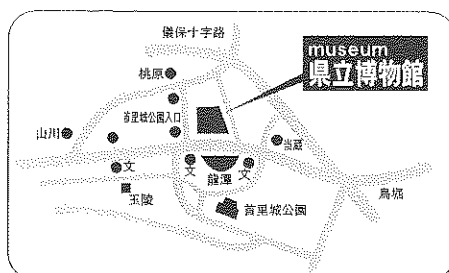 儀保十字路
museum
県立博物館
桃原
首里城公園入口
山川
当蔵
文
文
龍潭
文
玉陵
鳥堀
首里城公園